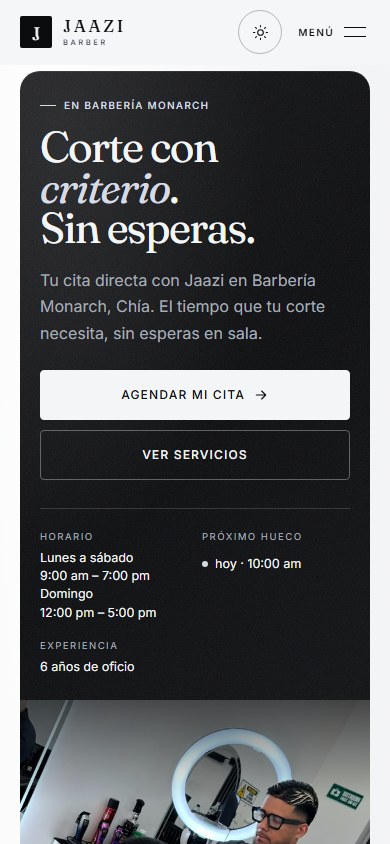 J
JAAZI
BARBER
MENÚ
EN BARBERÍA MONARCH
Corte con
criterio.
Sin esperas.
Tu cita directa con Jaazi en Barbería
Monarch, Chía. El tiempo que tu corte
necesita, sin esperas en sala.
AGENDAR MI CITA →
VER SERVICIOS
HORARIO
Lunes a sábado
9:00 am – 7:00 pm
Domingo
12:00 pm – 5:00 pm
PRÓXIMO HUECO
hoy · 10:00 am
EXPERIENCIA
6 años de oficio